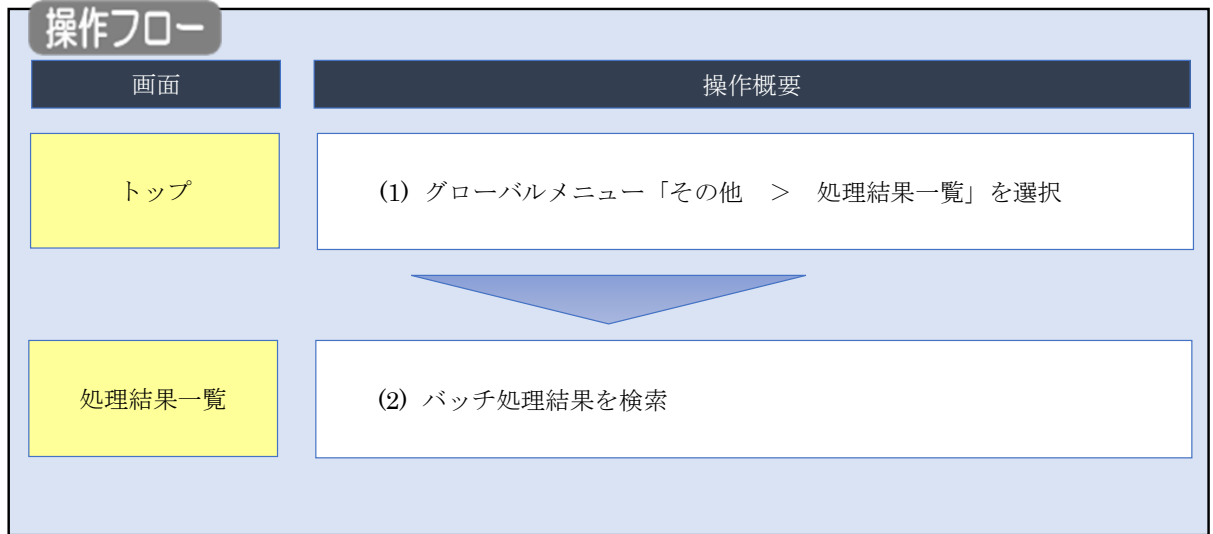 操作フロー
画面
操作概要
トップ
(1) グローバルメニュー「その他　＞　処理結果一覧」を選択
処理結果一覧
(2) バッチ処理結果を検索